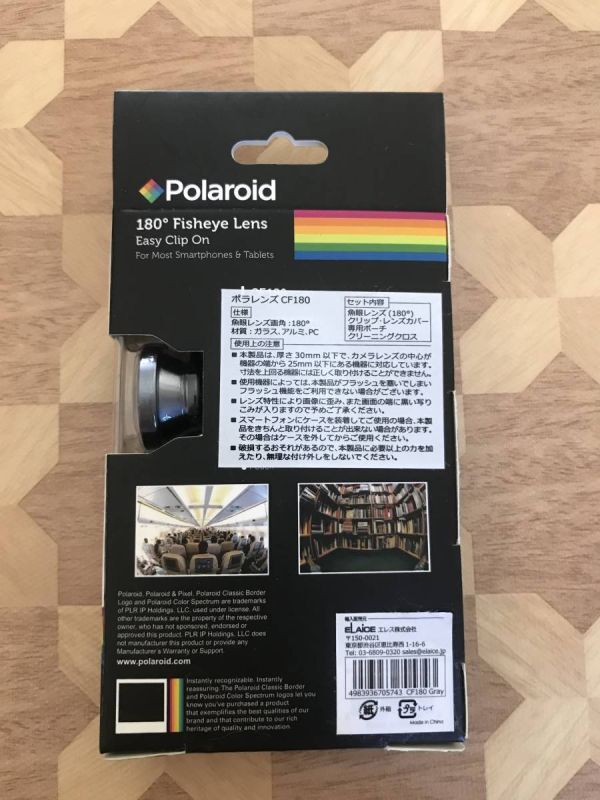 Polaroid
180° Fisheye Lens
Easy Clip On
For Most Smartphones & Tablets
ポラレンズ CF180
仕様
魚眼レンズ画角:180°
材質:ガラス、アルミ、PC
セット内容
魚眼レンズ (180°)
クリップ・レンズカバー
専用ポーチ
クリーニングクロス
使用上の注意
■ 本製品は、厚さ 30mm 以下で、カメラレンズの中心が
機器の端から 25mm 以下にある機器に対応しています。
寸法を上回る機器には正しく取り付けることができません。
■ 使用機器によっては、本製品がフラッシュを塞いでしまい
フラッシュ機能をご利用できない場合がございます。
■ レンズ特性により画像に歪み、また画面の端に黒い写り
こみが入りますので予めご了承ください。
■ スマートフォンにケースを装着してご使用の場合、本製
品をきちんと取り付けることが出来ない場合があります。
その場合はケースを外してからご使用ください。
■ 破損するおそれがあるので、本製品に必要以上の力を加
えたり、無理な付け外しをしないでください。
Polaroid, Polaroid & Pixel, Polaroid Classic Border
Logo and Polaroid Color Spectrum are trademarks
of PLR IP Holdings, LLC, used under license. All
other trademarks are the property of the respective
owner, who has not sponsored, endorsed or
approved this product. PLR IP Holdings, LLC does
not manufacturer this product or provide any
Manufacturer's Warranty or Support.
www.polaroid.com
Instantly recognizable. Instantly
reassuring. The Polaroid Classic Border
and Polaroid Color Spectrum logos let you
know you've purchased a product
that exemplifies the best qualities of our
brand and that contribute to our rich
heritage of quality and innovation.
輸入販売元
ELAICE エレス株式会社
〒150-0021
東京都渋谷区恵比寿西 1-16-6
Tel: 03-6809-0320 sales@elaice.jp
4983936705743 CF180 Gray
紙 外箱 PS トレイ
Made in China